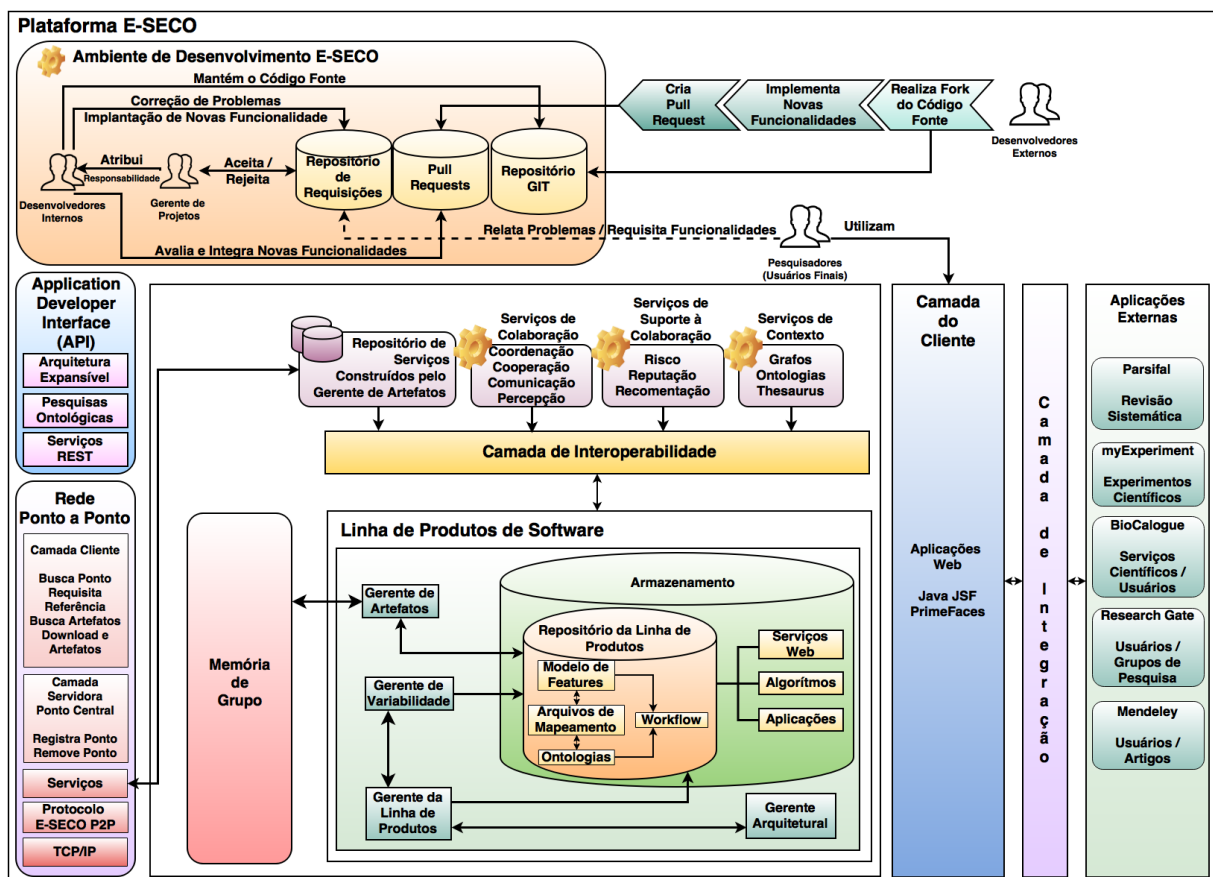 Plataforma E-SECO
Ambiente de Desenvolvimento E-SECO
Mantém o Código Fonte
Correção de Problemas
Implantação de Novas Funcionalidade
Atribui
Responsabilidade
Aceita /
Rejeita
Desenvolvedores
Internos
Gerente de
Projetos
Repositório
de
Requisições
Pull
Requests
Repositório
GIT
Avalia e Integra Novas Funcionalidades
Cria
Pull
Request
Implementa
Novas
Funcionalidades
Realiza Fork
do Código
Fonte
Desenvolvedores
Externos
Relata Problemas / Requisita Funcionalidades
Utilizam
Pesquisadores
(Usuários Finais)
Application
Developer
Interface
(API)
Arquitetura
Expansível
Pesquisas
Ontológicas
Serviços
REST
Rede
Ponto a Ponto
Camada Cliente
Busca Ponto
Requisita
Referência
Busca Artefatos
Download e
Artefatos
Camada
Servidora
Ponto Central
Registra Ponto
Remove Ponto
Serviços
Protocolo
E-SECO P2P
TCP/IP
Repositório de
Serviços
Construídos pelo
Gerente de Artefatos
Serviços de
Colaboração
Coordenação
Cooperação
Comunicação
Percepção
Serviços de
Suporte à
Colaboração
Risco
Reputação
Recomentação
Serviços de
Contexto
Grafos
Ontologias
Thesaurus
Camada de Interoperabilidade
Memória
de
Grupo
Linha de Produtos de Software
Gerente de
Artefatos
Gerente de
Variabilidade
Gerente da
Linha de
Produtos
Armazenamento
Repositório da Linha de
Produtos
Modelo de
Features
Arquivos de
Mapeamento
Ontologias
Workflow
Serviços
Web
Algorítmos
Aplicações
Gerente
Arquitetural
Camada
do
Cliente
Aplicações
Web
Java JSF
PrimeFaces
Camada de Integração
Aplicações
Externas
Parsifal
Revisão
Sistemática
myExperiment
Experimentos
Científicos
BioCalogue
Serviços
Científicos /
Usuários
Research Gate
Usuários /
Grupos de
Pesquisa
Mendeley
Usuários /
Artigos